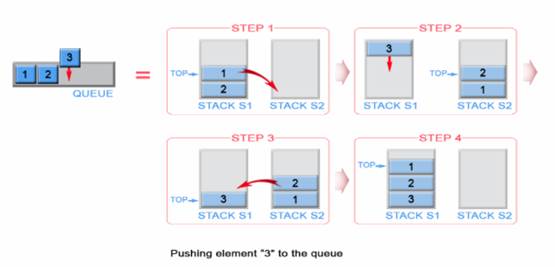 STEP 1
STEP 2
3
1 2
QUEUE
=
TOP
1
2
STACK S1
STACK S2
3
TOP
2
1
STACK S1
STACK S2
STEP 3
STEP 4
TOP
3
2
1
STACK S1
STACK S2
TOP
1
2
3
STACK S1
STACK S2
Pushing element "3" to the queue